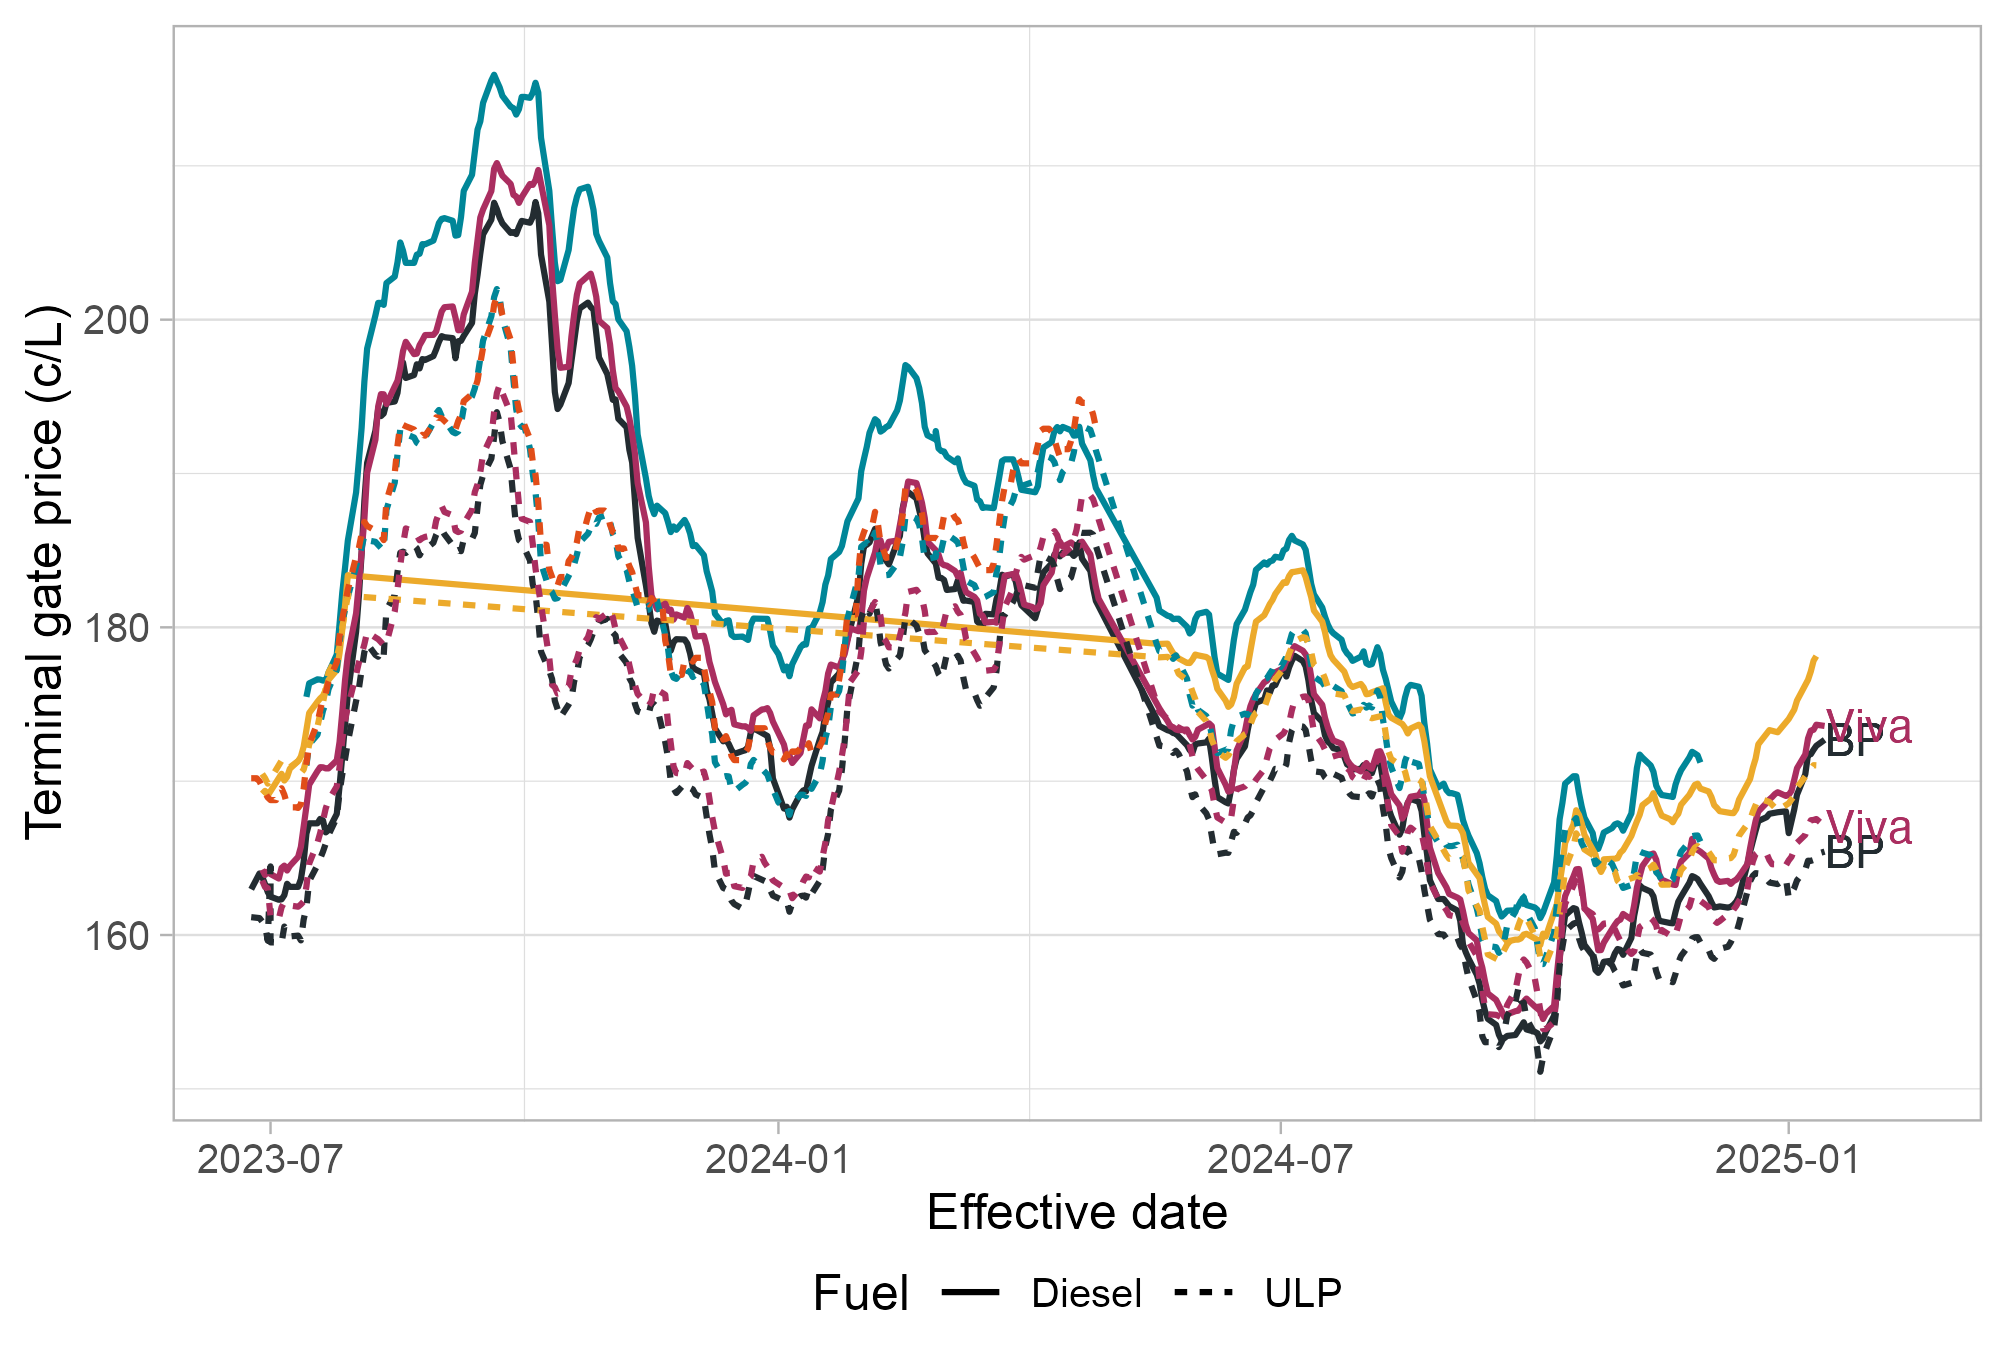 Terminal gate price (c/L)
200
180
160
Viva
BP
Viva
BP
2023-07
2024-01
2024-07
2025-01
Effective date
Fuel
Diesel
ULP